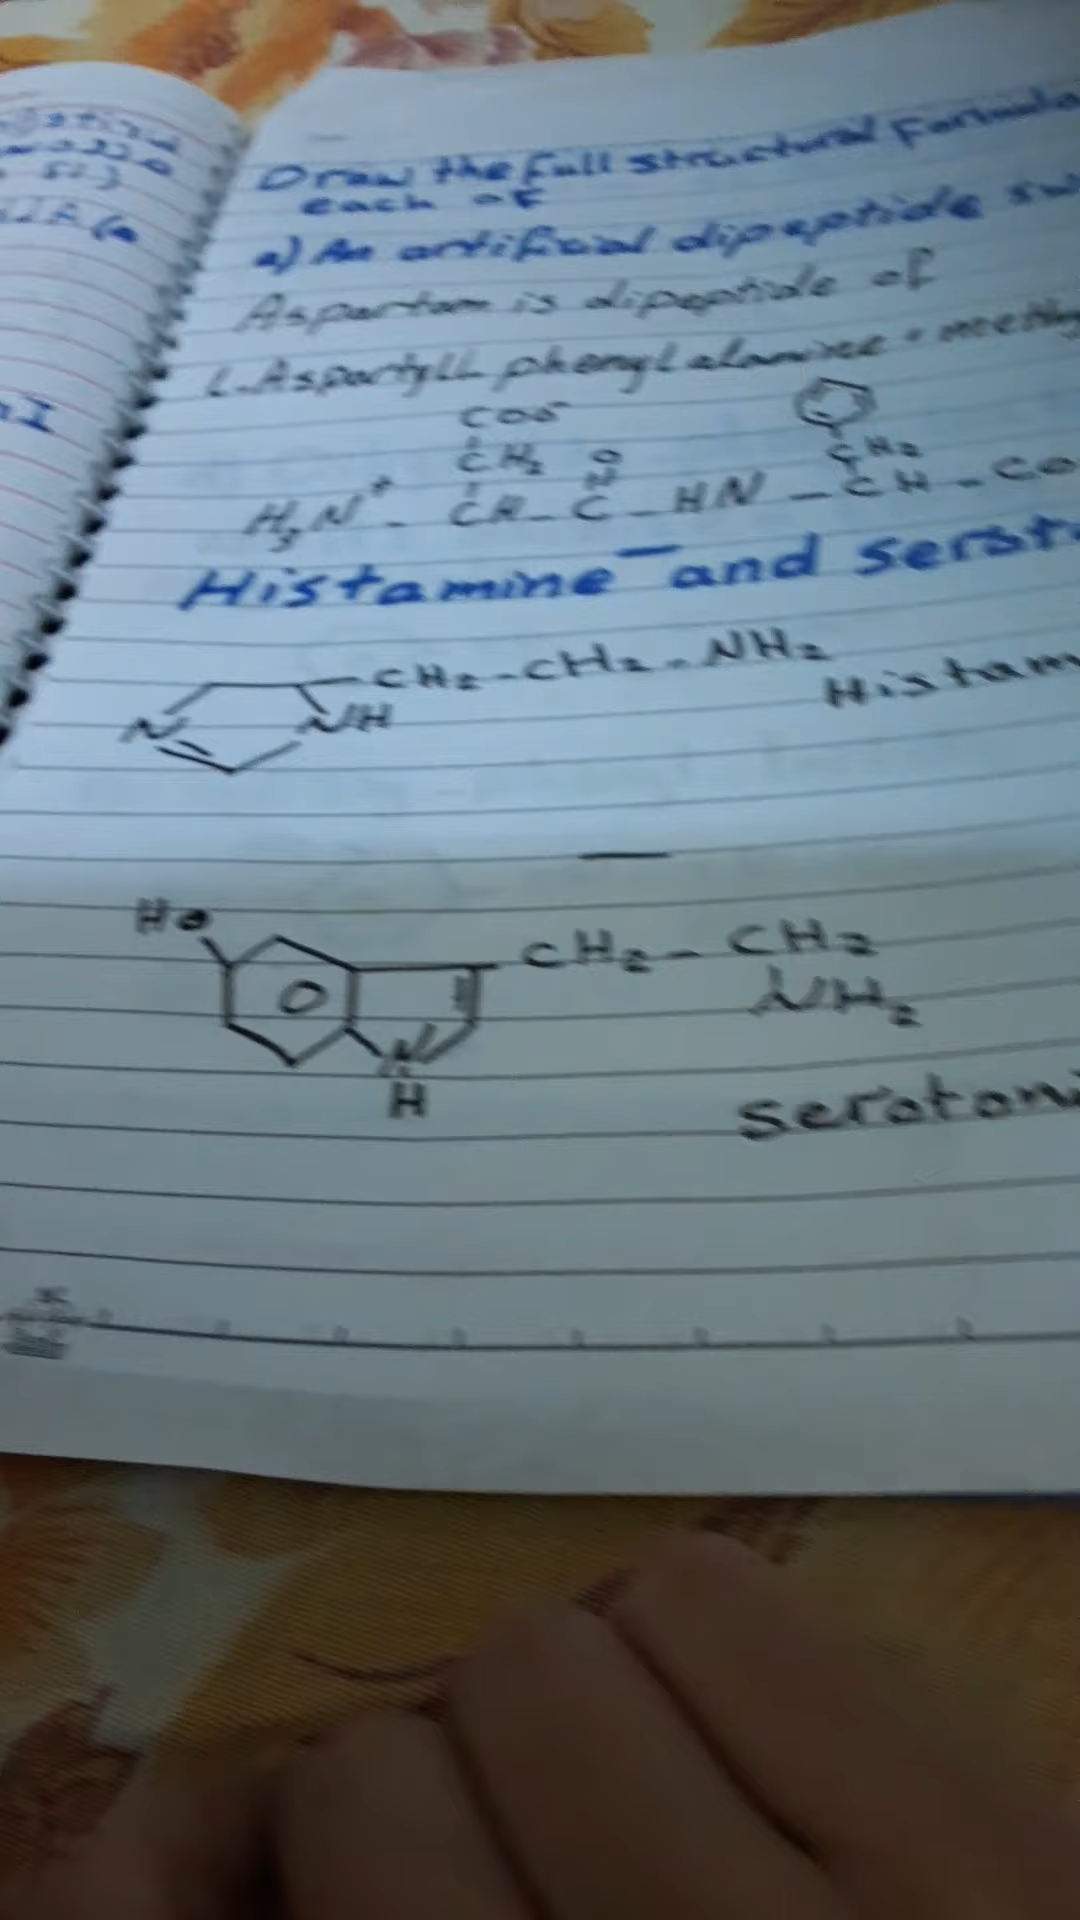 Draw the full structural Formula
each of
a) An artificial dipeptide
Aspartam is dipeptide of
L.Aspartyl L phenylalanine - methy
COO⁻
CH₂ O
CH₂
H₃N⁺ - CH - C - HN - CH - CO
Histamine and serot
CH₂-CH₂-NH₂
Histam
N NH
HO
CH₂ - CH₂
NH₂
N
H
serotoni